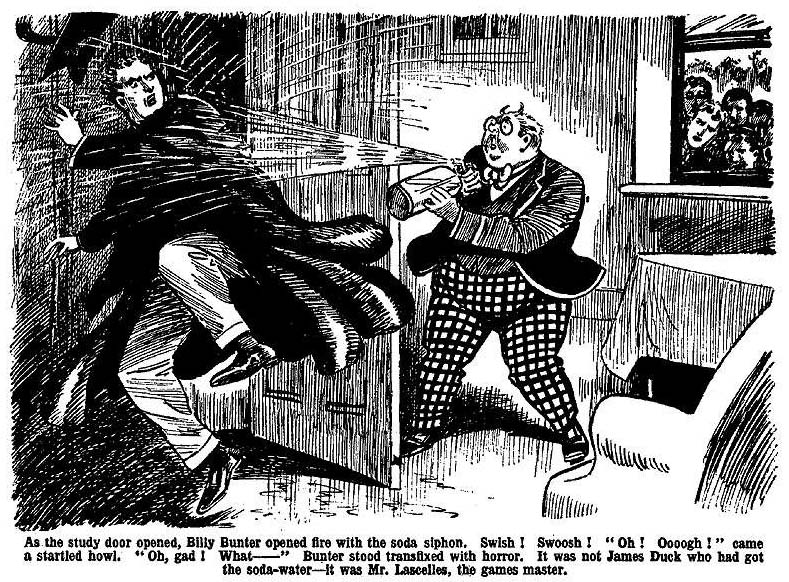 As the study door opened, Billy Bunter opened fire with the soda siphon. Swish ! Swoosh ! " Oh ! Oooogh ! " came
a startled howl. " Oh, gad ! What—— " Bunter stood transfixed with horror. It was not James Duck who had got
the soda-water—it was Mr. Lascelles, the games master.